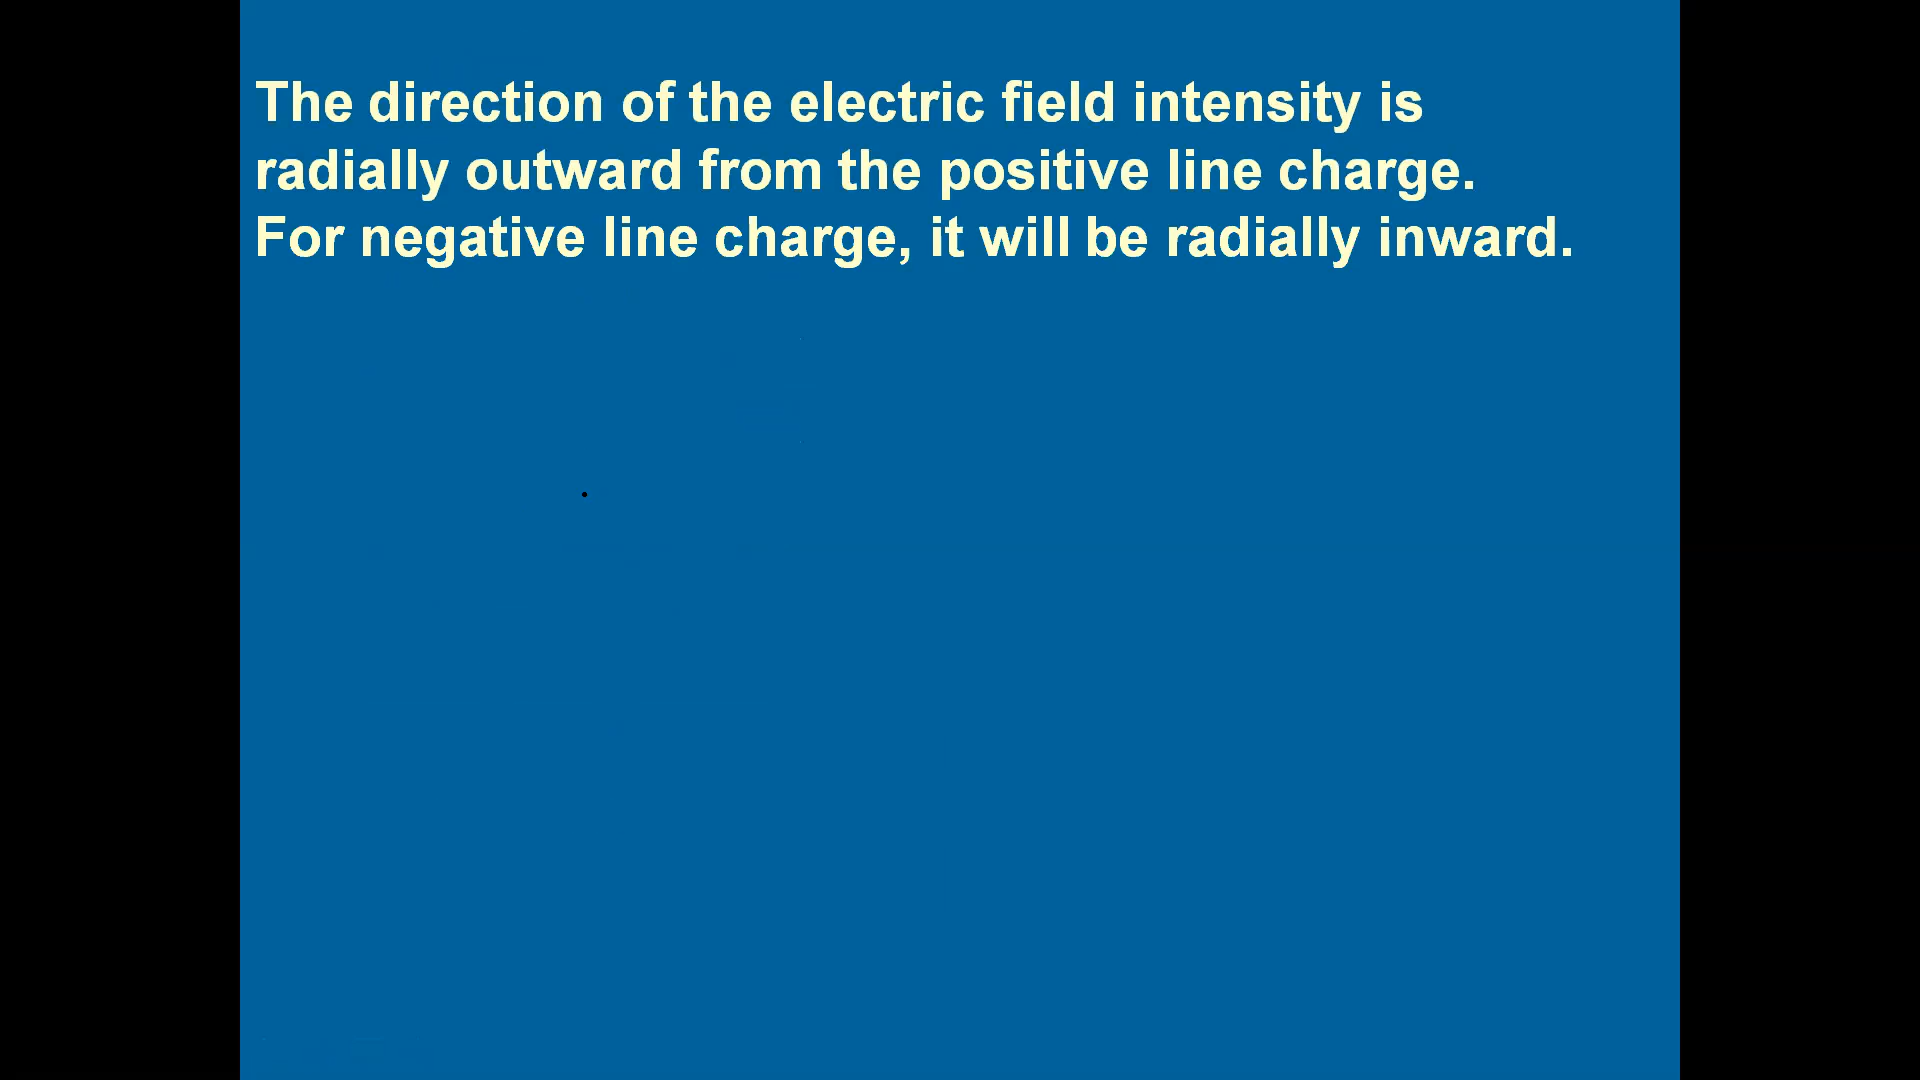 The direction of the electric field intensity is
radially outward from the positive line charge.
For negative line charge, it will be radially inward.